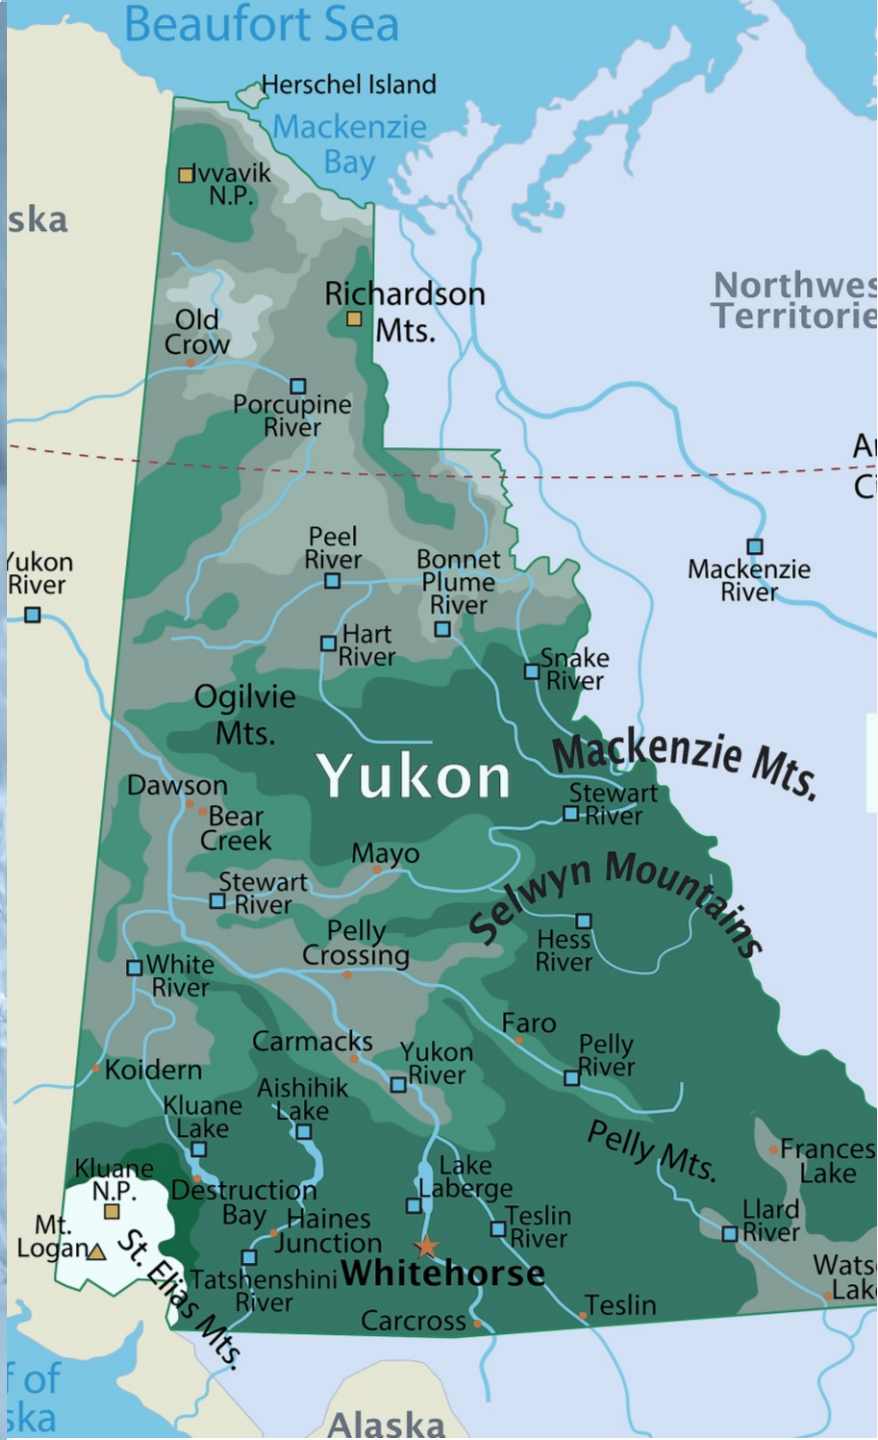 Beaufort Sea
Herschel Island
Mackenzie
Bay
Ivvavik
N.P.
ska
Northwes
Territorie
Richardson
Mts.
Old
Crow
Porcupine
River
Ar
Ci
Peel
River
Bonnet
Plume
River
Yukon
River
Mackenzie
River
Hart
River
Snake
River
Ogilvie
Mts.
Mackenzie Mts.
Yukon
Dawson
Bear
Creek
Stewart
River
Mayo
Stewart
River
Selwyn Mountains
Pelly
Crossing
Hess
River
White
River
Faro
Carmacks
Yukon
River
Pelly
River
Koidern
Aishihik
Lake
Kluane
Lake
Pelly Mts.
Frances
Lake
Kluane
N.P.
Lake
Laberge
Destruction
Bay
Mt.
Logan
Haines
Junction
Teslin
River
Llard
River
St. Elias Mts.
Tatshenshini
River
Whitehorse
Watso
Lake
Carcross
Teslin
f of
ska
Alaska